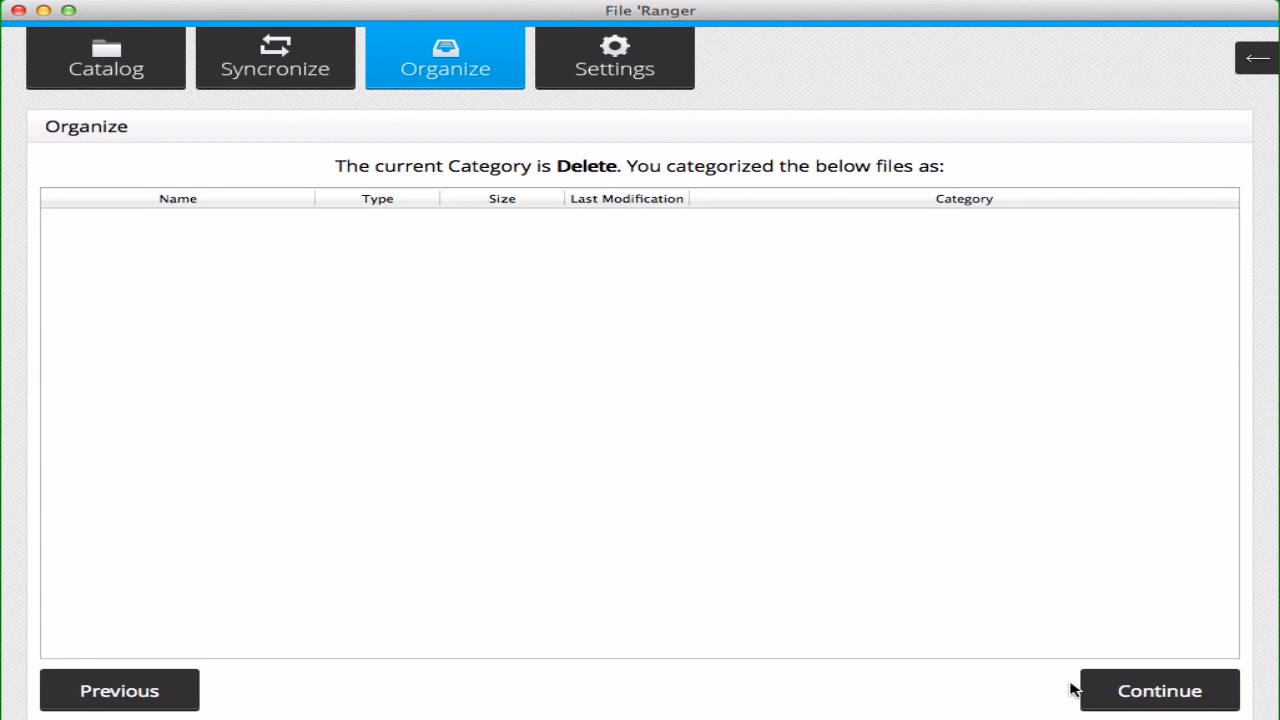 File 'Ranger
Catalog
Syncronize
Organize
Settings
Organize
The current Category is Delete. You categorized the below files as:
Name Type Size Last Modification Category
Previous
Continue